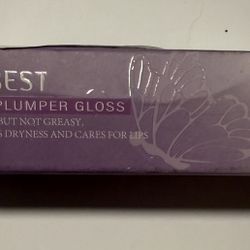 BEST
PLUMPER GLOSS
BUT NOT GREASY,
DRYNESS AND CARES FOR LIPS